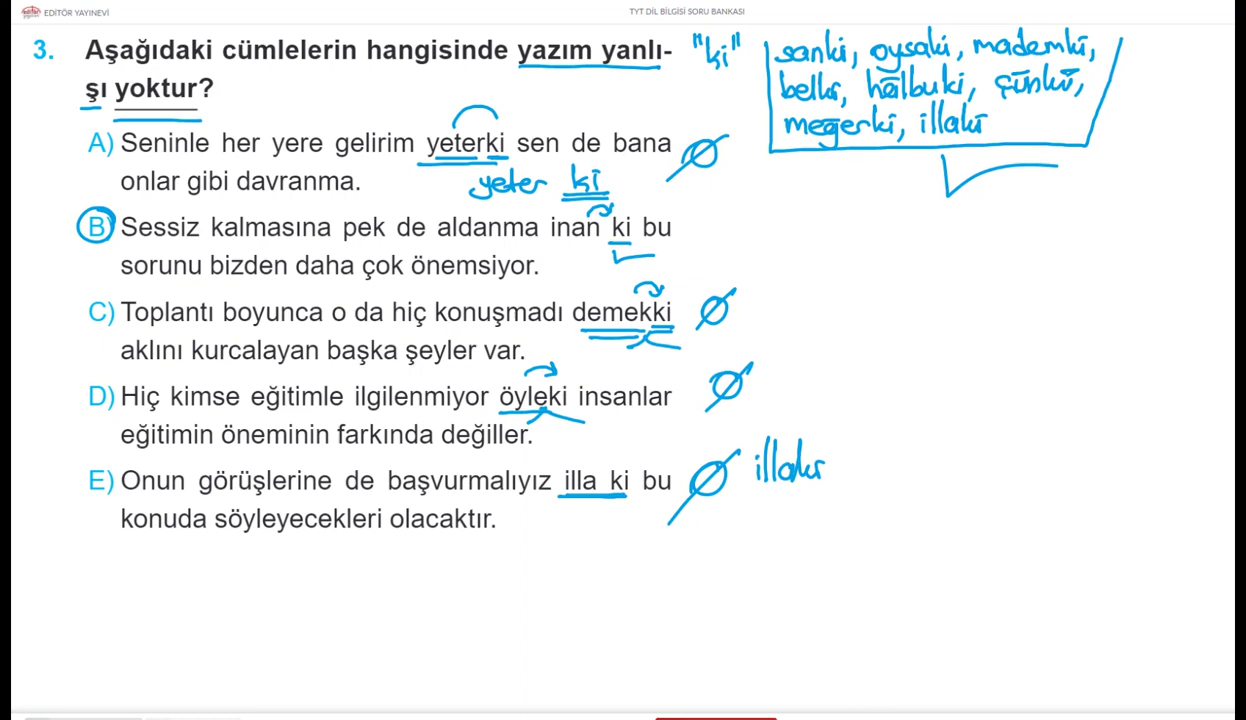 EDİTÖR YAYINEVİ
TYT DİL BİLGİSİ SORU BANKASI
3. Aşağıdaki cümlelerin hangisinde yazım yanlı-
şı yoktur?
A) Seninle her yere gelirim yeterki sen de bana
onlar gibi davranma.
yeter ki
B) Sessiz kalmasına pek de aldanma inan ki bu
sorunu bizden daha çok önemsiyor.
C) Toplantı boyunca o da hiç konuşmadı demekki
aklını kurcalayan başka şeyler var.
D) Hiç kimse eğitimle ilgilenmiyor öyleki insanlar
eğitimin öneminin farkında değiller.
E) Onun görüşlerine de başvurmalıyız illa ki bu
konuda söyleyecekleri olacaktır.
illaki
"ki"
sanki, oysaki, mademki,
belki, hâlbuki, çünkü,
meğerki, illaki